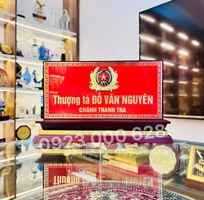 Thượng tá ĐỖ VĂN NGUYÊN
CHÁNH THANH TRA
0923 000 628